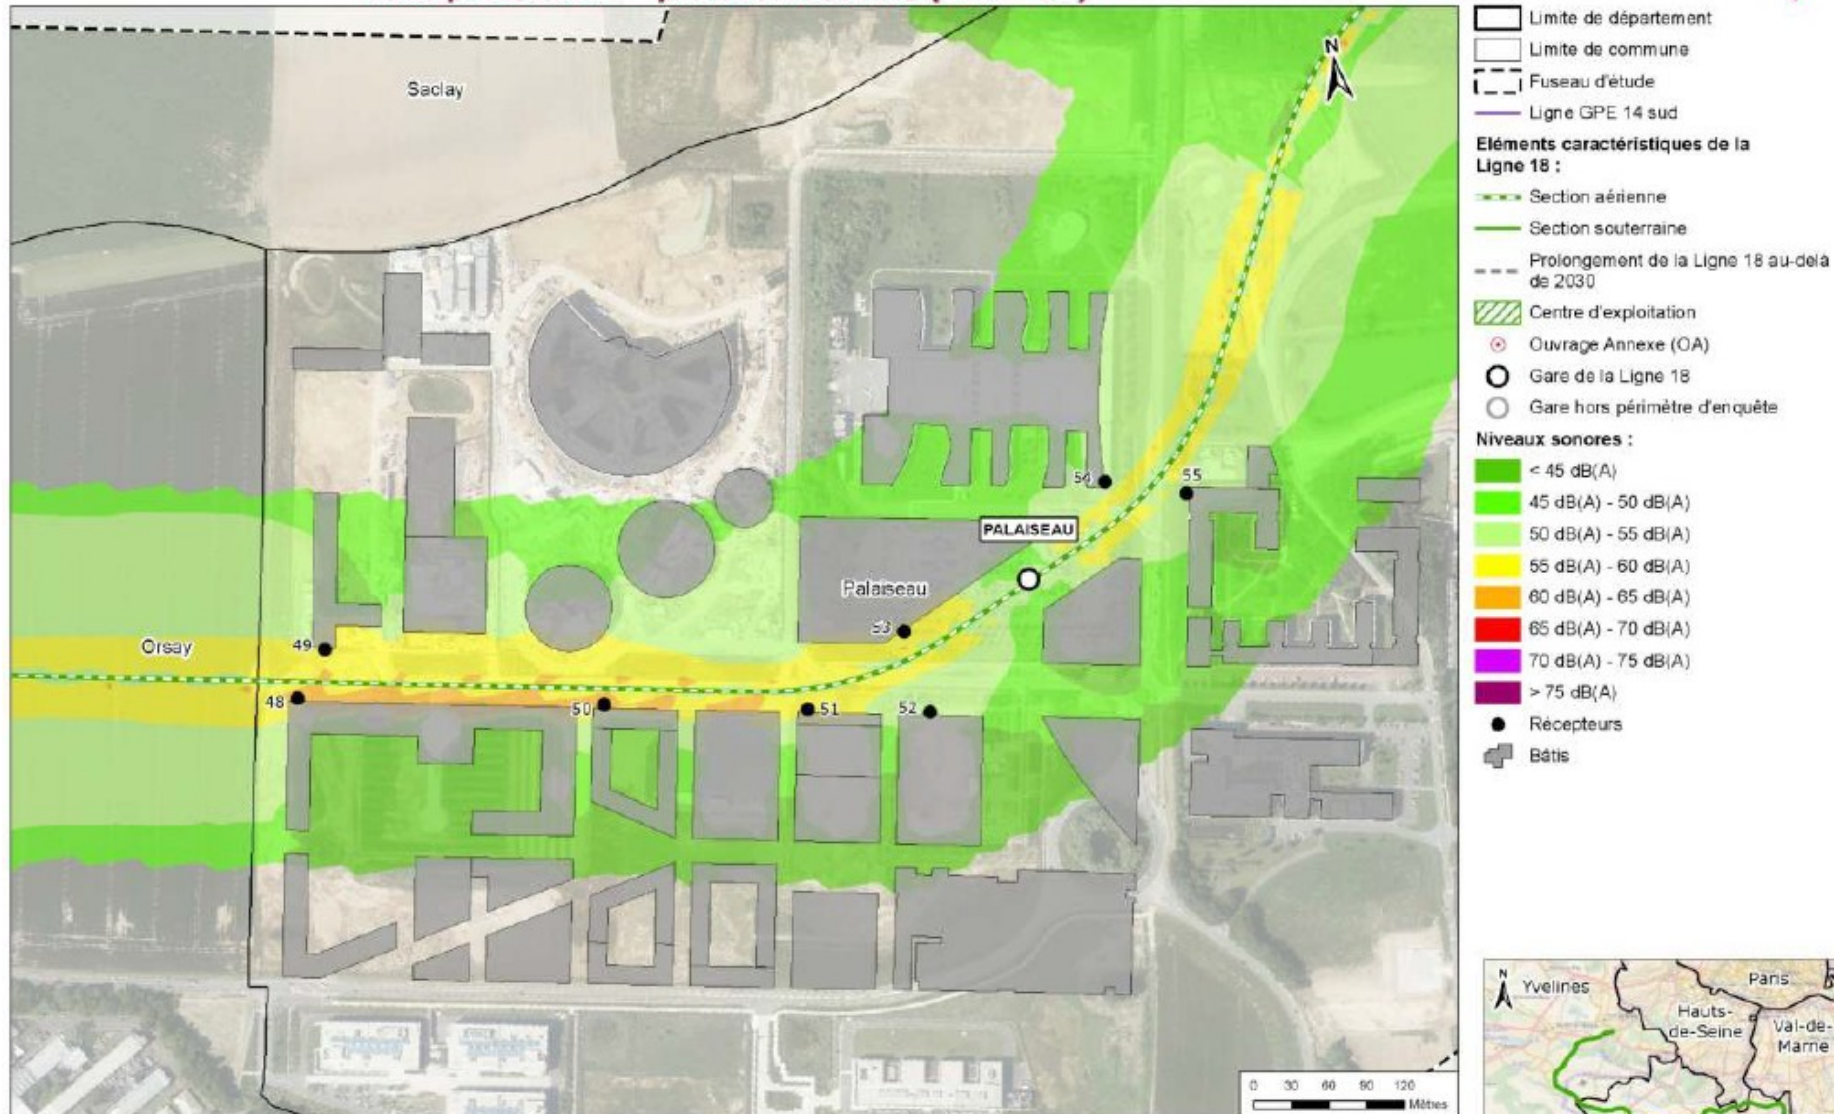 Saclay
N
PALAISEAU
Palaiseau
Orsay
48
49
50
51
52
53
54
55
0 30 60 90 120
Mètres
Limite de département
Limite de commune
Fuseau d'étude
Ligne GPE 14 sud
Eléments caractéristiques de la
Ligne 18 :
Section aérienne
Section souterraine
Prolongement de la Ligne 18 au-delà
de 2030
Centre d'exploitation
Ouvrage Annexe (OA)
Gare de la Ligne 18
Gare hors périmètre d'enquête
Niveaux sonores :
< 45 dB(A)
45 dB(A) - 50 dB(A)
50 dB(A) - 55 dB(A)
55 dB(A) - 60 dB(A)
60 dB(A) - 65 dB(A)
65 dB(A) - 70 dB(A)
70 dB(A) - 75 dB(A)
> 75 dB(A)
Récepteurs
Bâtis
N
Yvelines
Paris
Hauts-
de-Seine
Val-de-
Marne